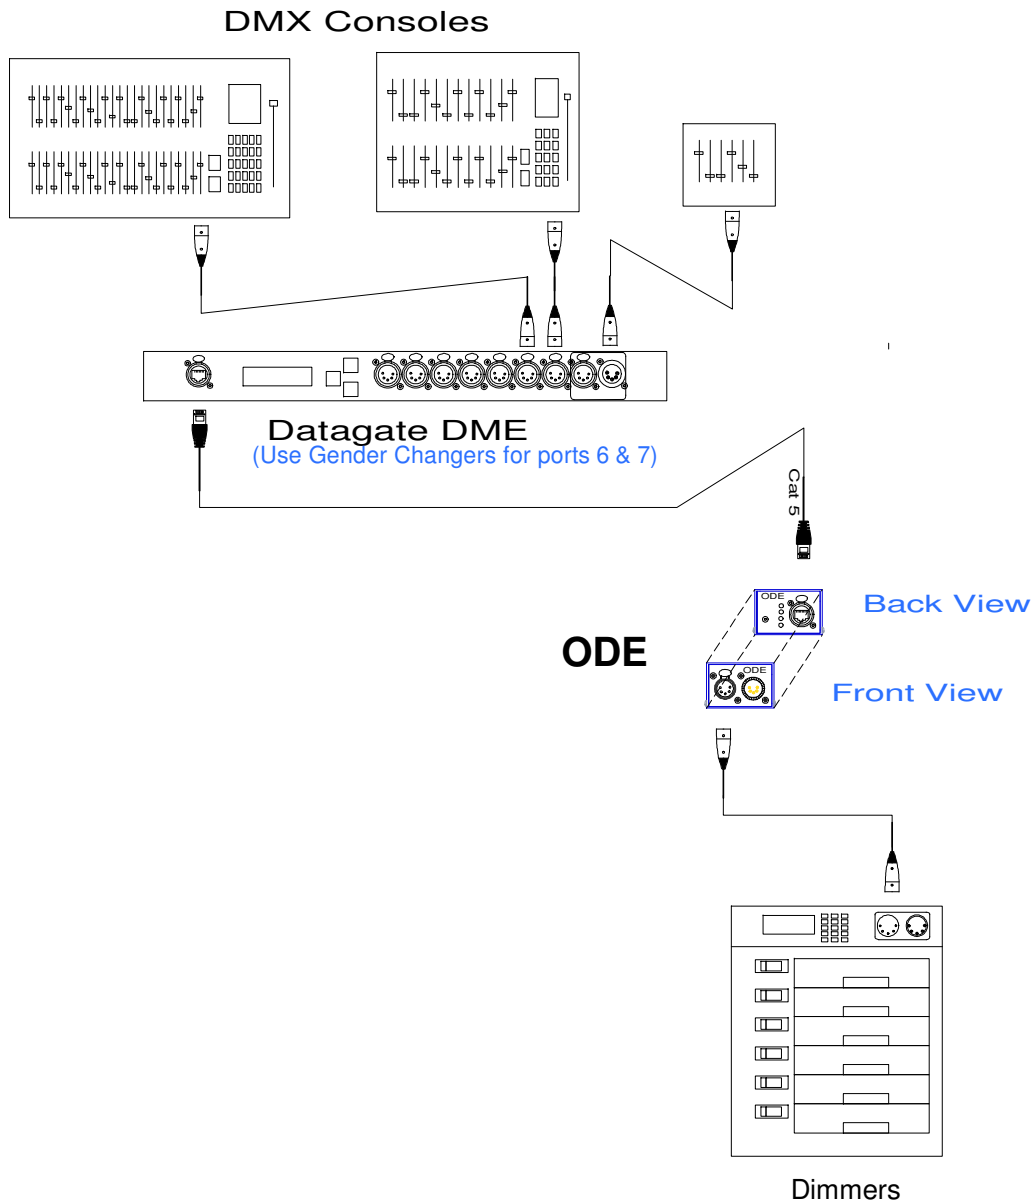 DMX Consoles
Datagate DME
(Use Gender Changers for ports 6 & 7)
Cat 5
ODE
Back View
ODE
ODE
Front View
Dimmers